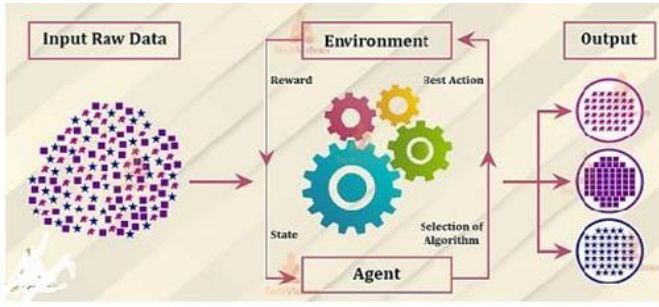 Input Raw Data
Environment
Output
Reward
Best Action
State
Selection of
Algorithm
Agent